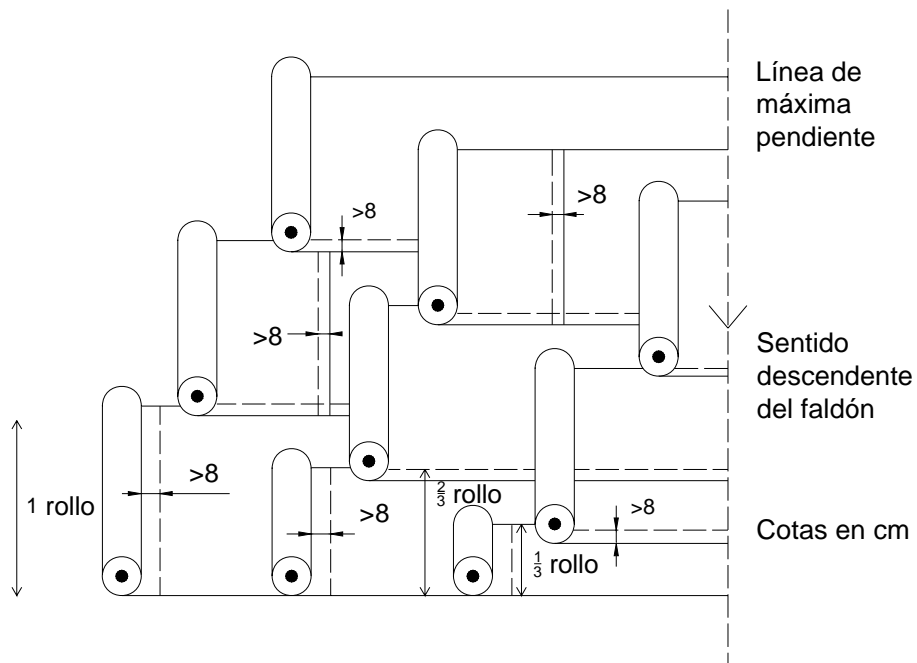 Línea de
máxima
pendiente
>8
>8
>8
Sentido
descendente
del faldón
>8
>8
1 rollo
2/3 rollo
>8
Cotas en cm
1/3 rollo